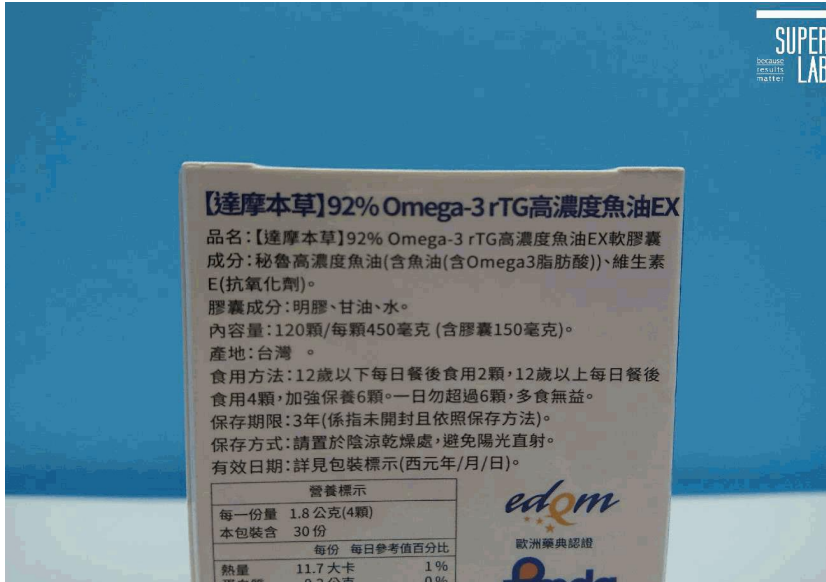 SUPER
LAB
because
results
matter
【達摩本草】92% Omega-3 rTG高濃度魚油EX
品名：【達摩本草】92% Omega-3 rTG高濃度魚油EX軟膠囊
成分：秘魯高濃度魚油(含魚油(含Omega3脂肪酸))、維生素
E(抗氧化劑)。
膠囊成分：明膠、甘油、水。
內容量：120顆/每顆450毫克 (含膠囊150毫克)。
產地：台灣 。
食用方法：12歲以下每日餐後食用2顆，12歲以上每日餐後
食用4顆，加強保養6顆。一日勿超過6顆，多食無益。
保存期限：3年(係指未開封且依照保存方法)。
保存方式：請置於陰涼乾燥處，避免陽光直射。
有效日期：詳見包裝標示(西元年/月/日)。
營養標示
每一份量 1.8 公克(4顆)
本包裝含 30 份
每份 每日參考值百分比
熱量 11.7 大卡 1%
edqm
歐洲藥典認證